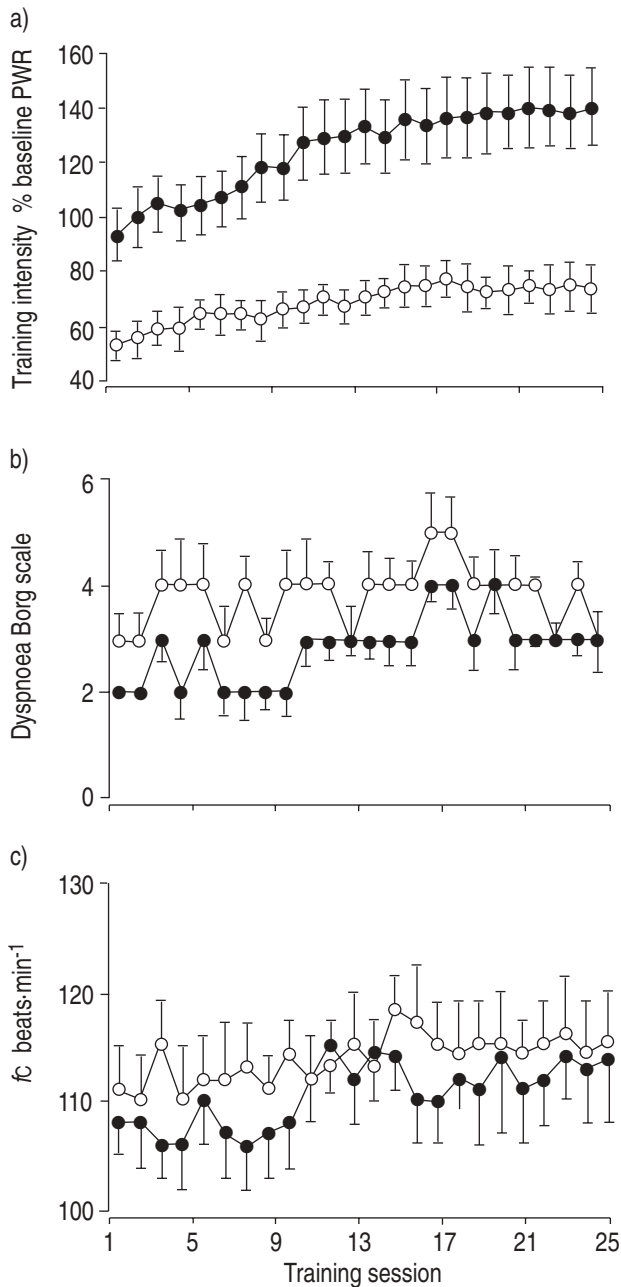 a)
Training intensity % baseline PWR
160
140
120
100
80
60
40
b)
Dyspnoea Borg scale
6
4
2
0
c)
fC beats·min-1
130
120
110
100
1 5 9 13 17 21 25
Training session